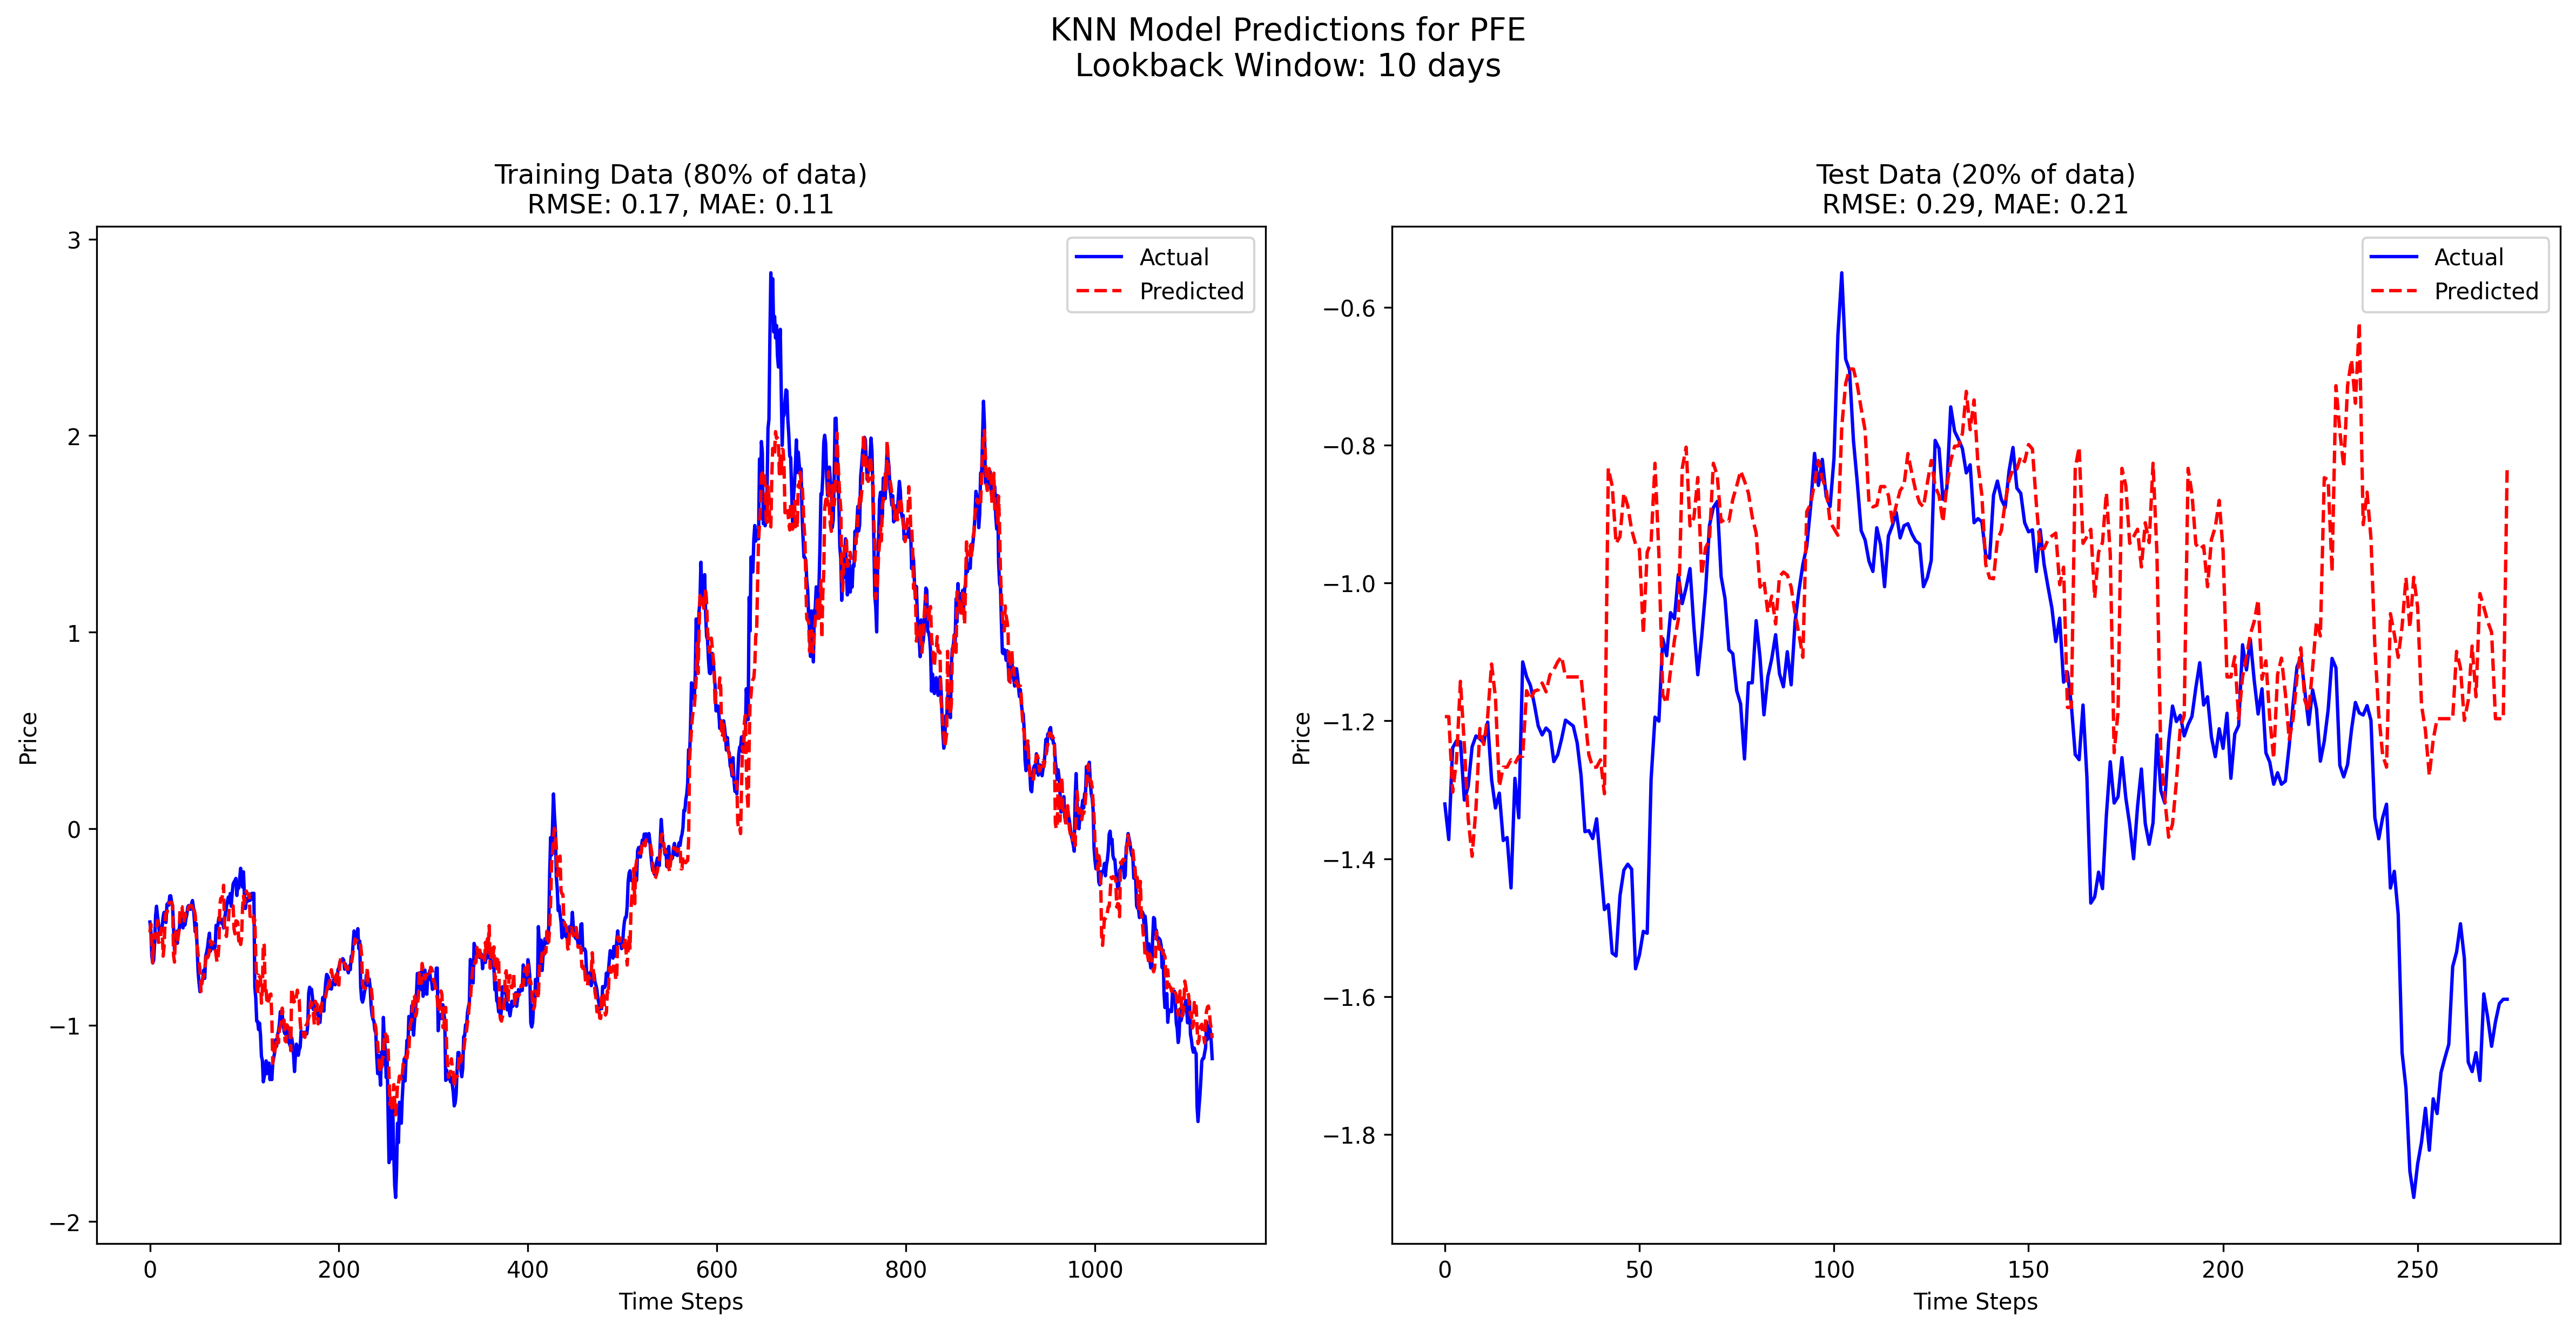 KNN Model Predictions for PFE
Lookback Window: 10 days
Training Data (80% of data)
RMSE: 0.17, MAE: 0.11
Actual
Predicted
3
2
1
0
−1
−2
Price
0
200
400
600
800
1000
Time Steps
Test Data (20% of data)
RMSE: 0.29, MAE: 0.21
Actual
Predicted
−0.6
−0.8
−1.0
−1.2
−1.4
−1.6
−1.8
Price
0
50
100
150
200
250
Time Steps